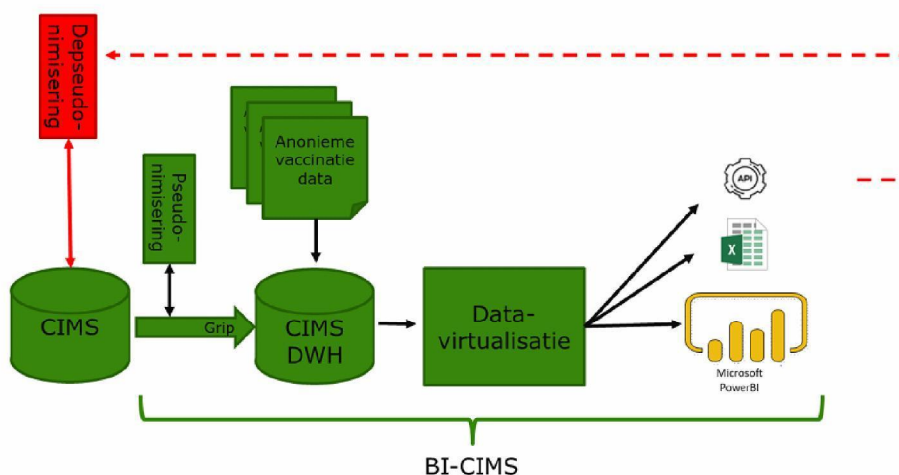 Depseudo-
nimisering
Pseudo-
nimisering
Anonieme
vaccinatie
data
API
X
CIMS
Grip
CIMS
DWH
Data-
virtualisatie
Microsoft
PowerBI
BI-CIMS